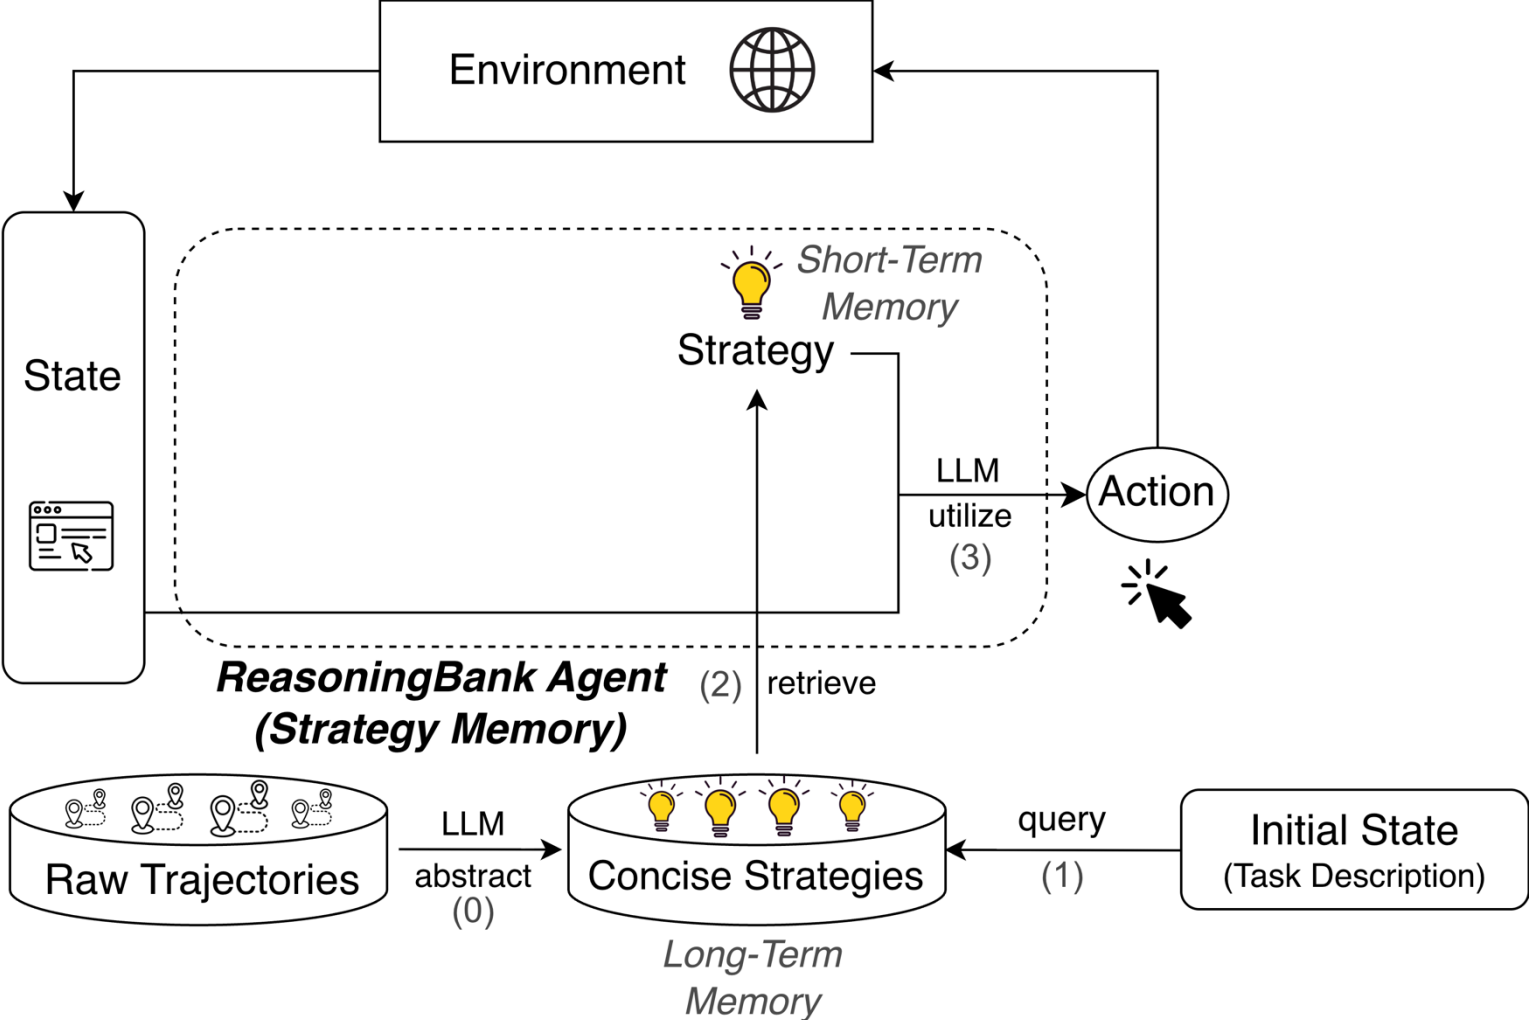 Environment
Short-Term
Memory
Strategy
State
LLM
utilize
(3)
Action
ReasoningBank Agent
(Strategy Memory)
(2)
retrieve
Raw Trajectories
LLM
abstract
(0)
Concise Strategies
Long-Term
Memory
query
(1)
Initial State
(Task Description)